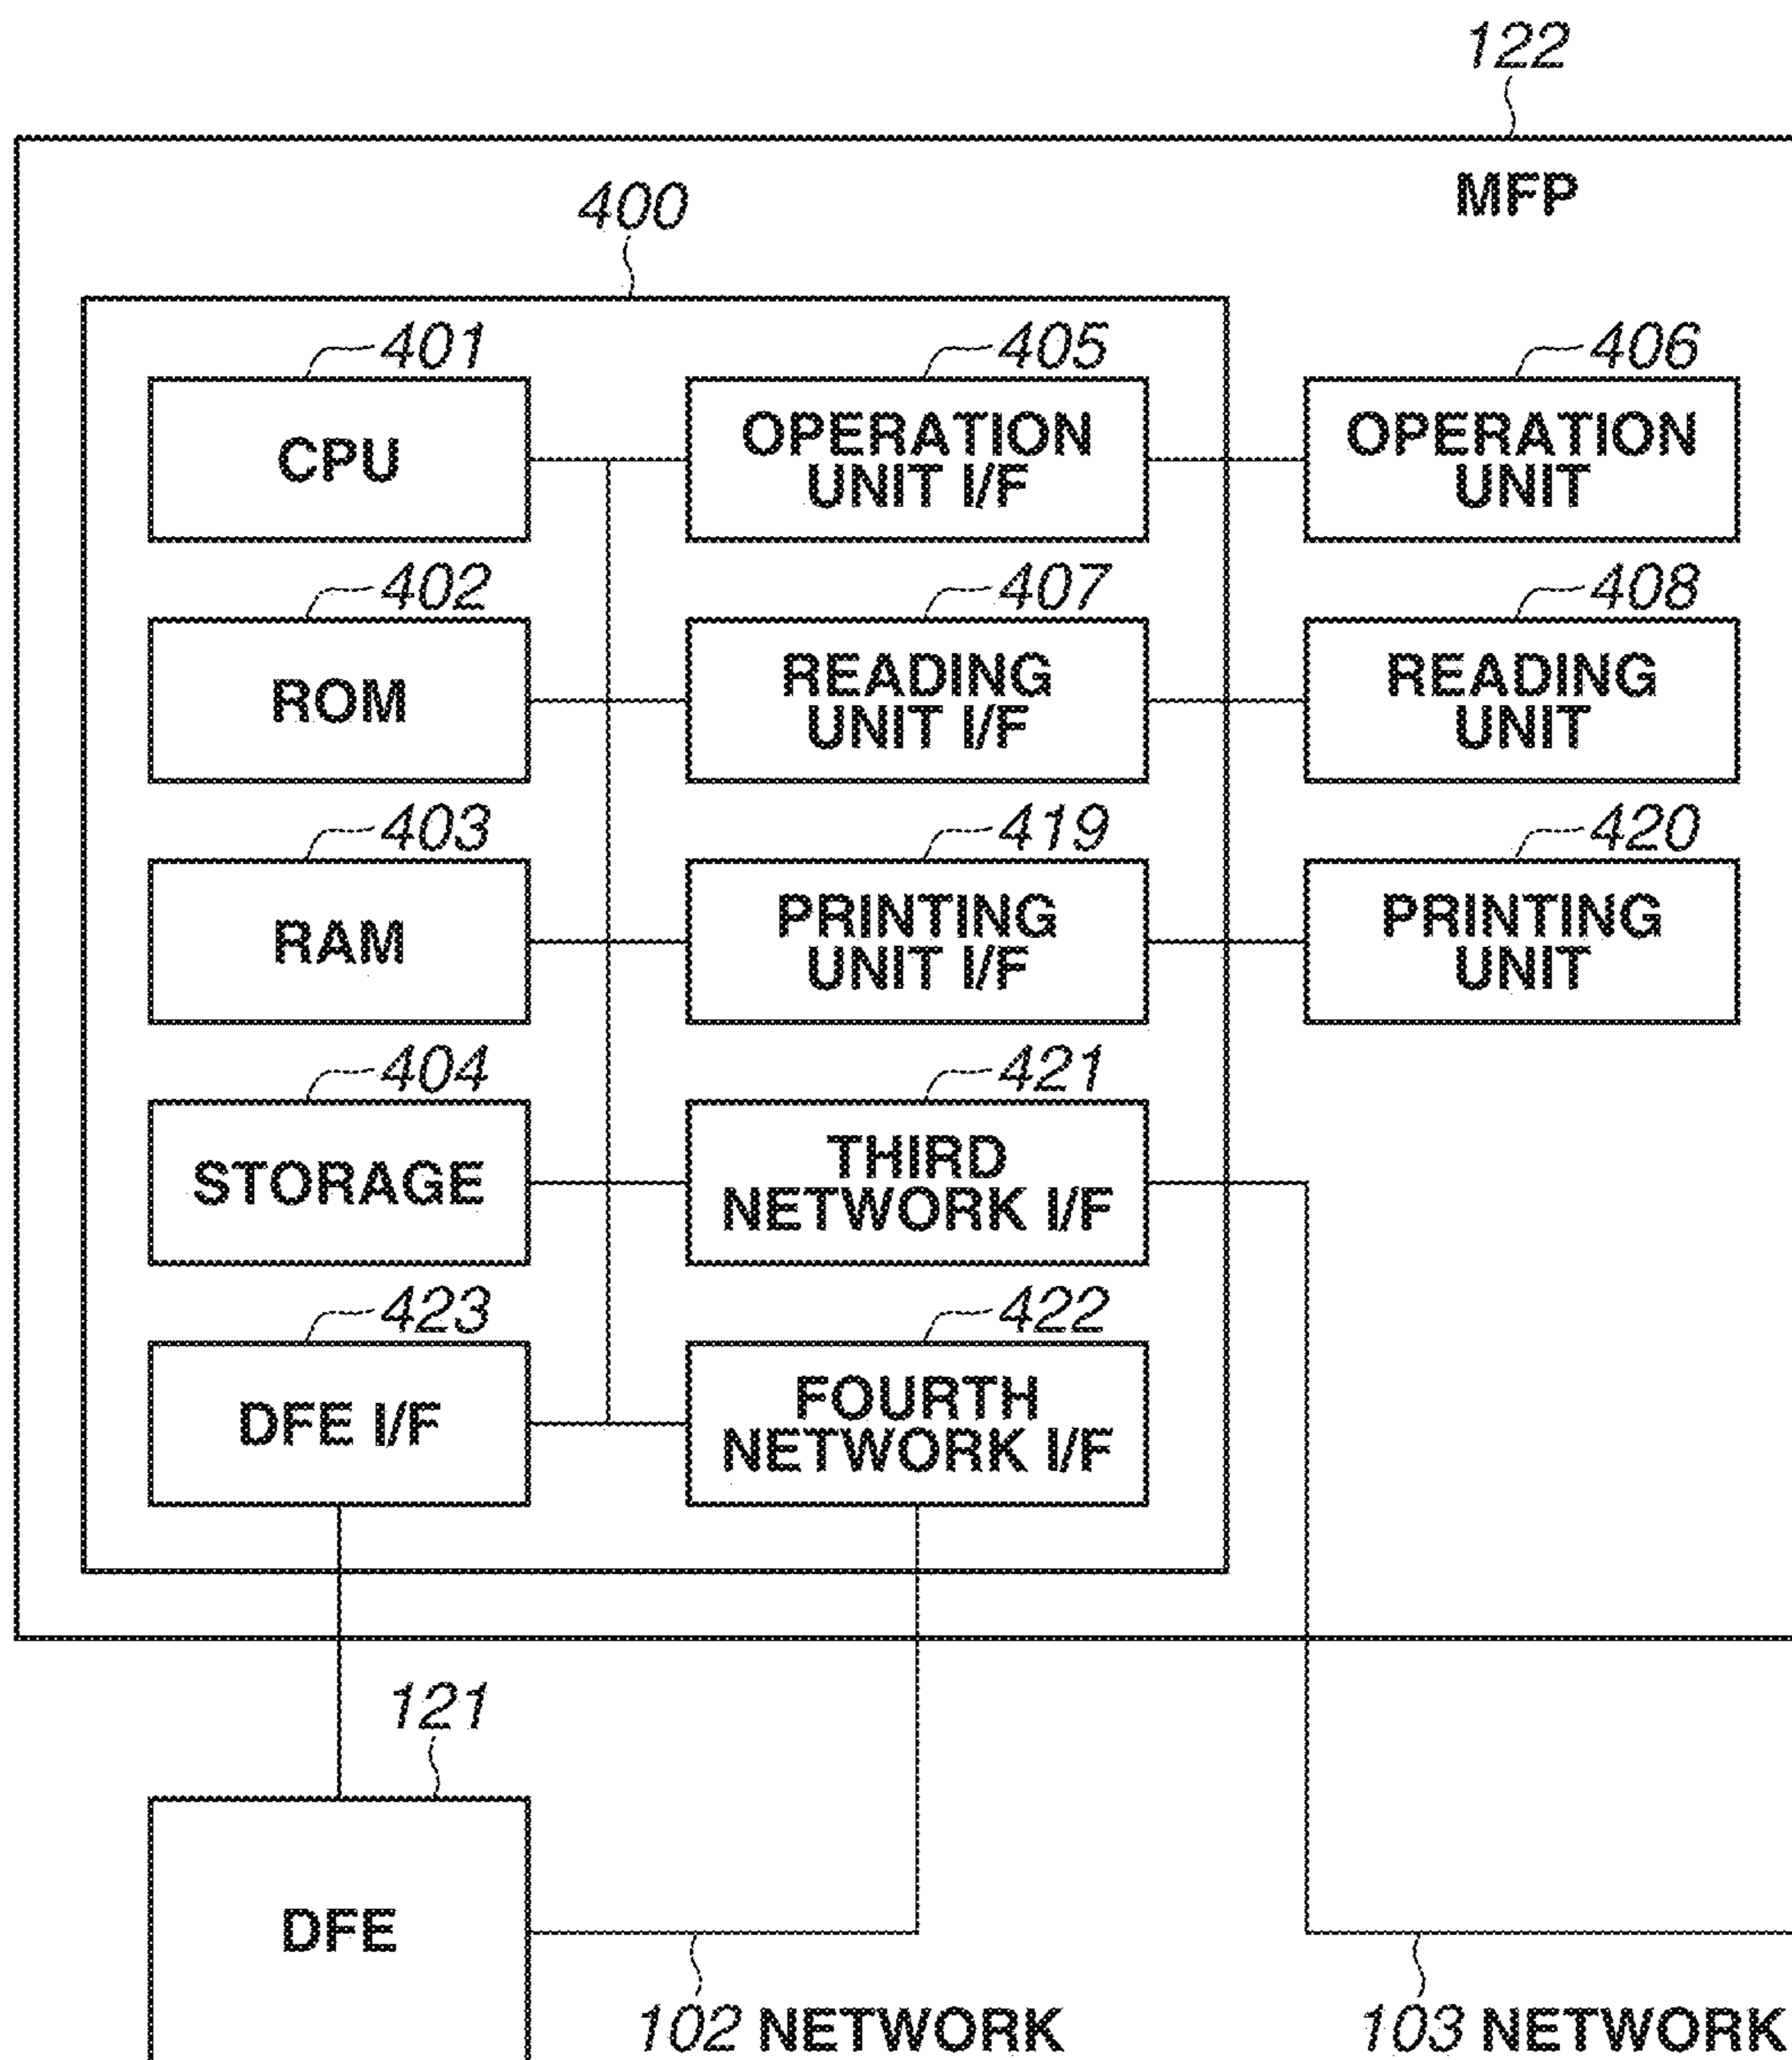 122
MFP
400
401
405
406
CPU
OPERATION
UNIT I/F
OPERATION
UNIT
402
407
408
ROM
READING
UNIT I/F
READING
UNIT
403
419
420
RAM
PRINTING
UNIT I/F
PRINTING
UNIT
404
421
STORAGE
THIRD
NETWORK I/F
423
422
DFE I/F
FOURTH
NETWORK I/F
121
DFE
102 NETWORK
103 NETWORK